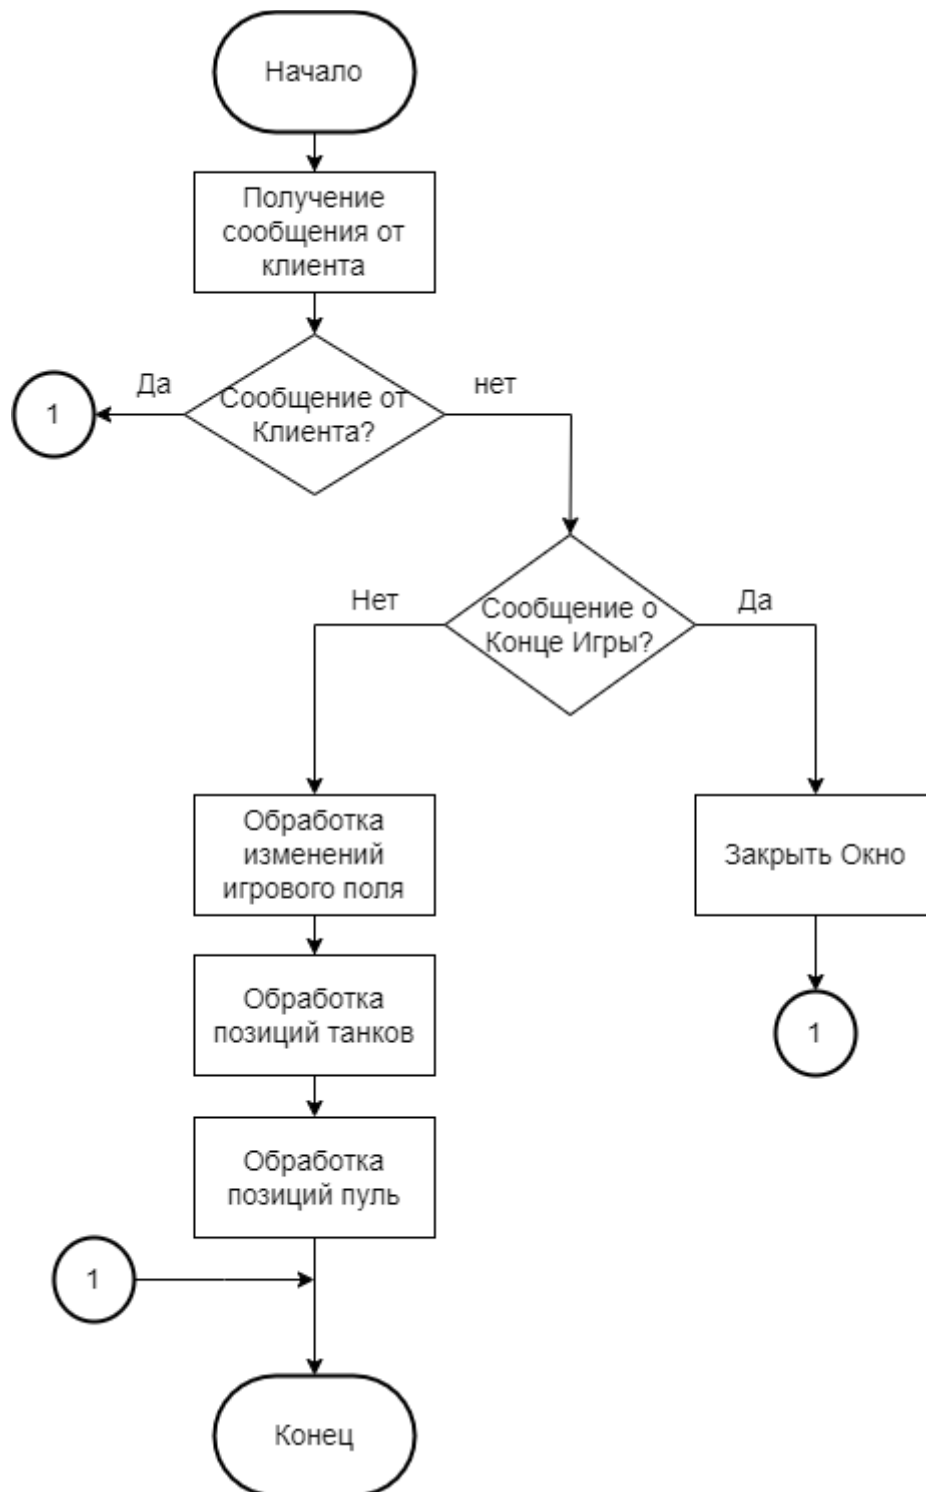 Начало
Получение
сообщения от
клиента
Да
нет
1
Сообщение от
Клиента?
Нет
Да
Сообщение о
Конце Игры?
Обработка
изменений
игрового поля
Закрыть Окно
Обработка
позиций танков
1
Обработка
позиций пуль
1
Конец